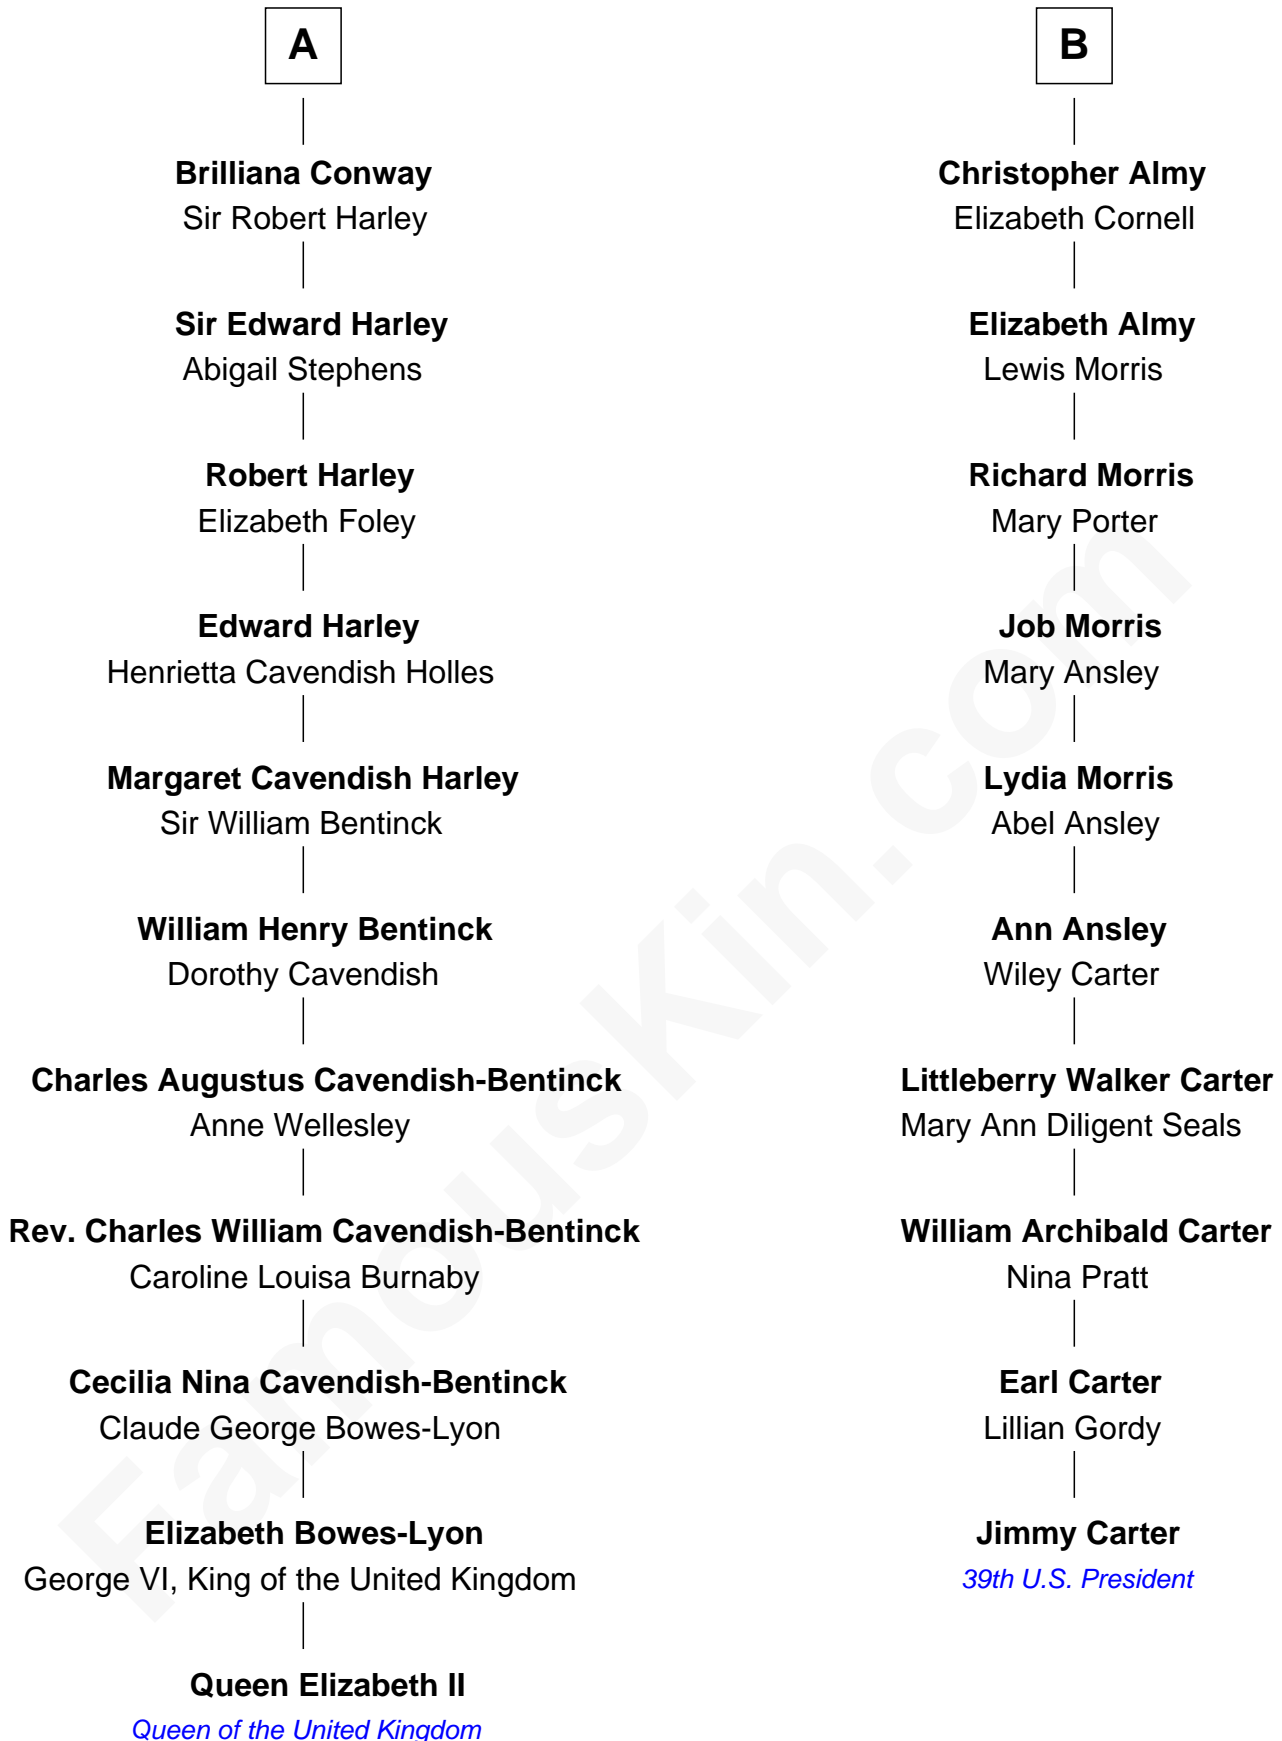 A
Brilliana Conway
Sir Robert Harley
Sir Edward Harley
Abigail Stephens
Robert Harley
Elizabeth Foley
Edward Harley
Henrietta Cavendish Holles
Margaret Cavendish Harley
Sir William Bentinck
William Henry Bentinck
Dorothy Cavendish
Charles Augustus Cavendish-Bentinck
Anne Wellesley
Rev. Charles William Cavendish-Bentinck
Caroline Louisa Burnaby
Cecilia Nina Cavendish-Bentinck
Claude George Bowes-Lyon
Elizabeth Bowes-Lyon
George VI, King of the United Kingdom
Queen Elizabeth II
Queen of the United Kingdom
B
Christopher Almy
Elizabeth Cornell
Elizabeth Almy
Lewis Morris
Richard Morris
Mary Porter
Job Morris
Mary Ansley
Lydia Morris
Abel Ansley
Ann Ansley
Wiley Carter
Littleberry Walker Carter
Mary Ann Diligent Seals
William Archibald Carter
Nina Pratt
Earl Carter
Lillian Gordy
Jimmy Carter
39th U.S. President
FamousKin.com